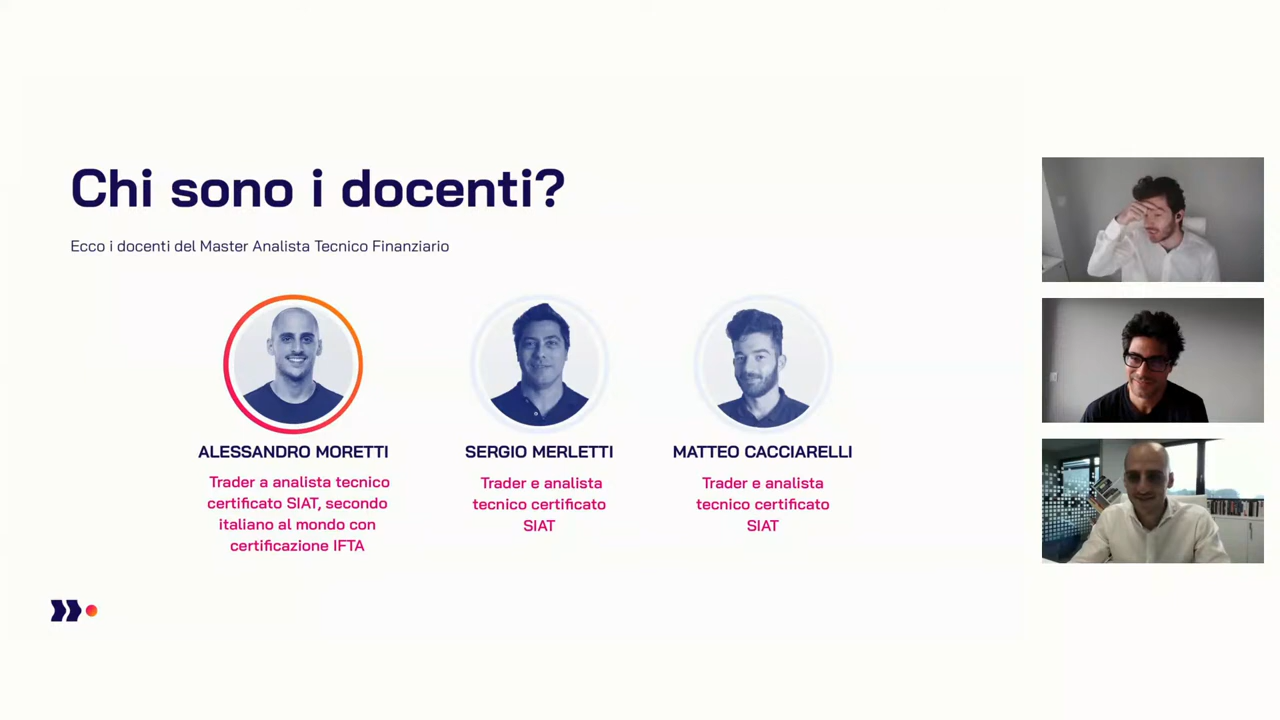 Chi sono i docenti?
Ecco i docenti del Master Analista Tecnico Finanziario
ALESSANDRO MORETTI
Trader a analista tecnico
certificato SIAT, secondo
italiano al mondo con
certificazione IFTA
SERGIO MERLETTI
Trader e analista
tecnico certificato
SIAT
MATTEO CACCIARELLI
Trader e analista
tecnico certificato
SIAT